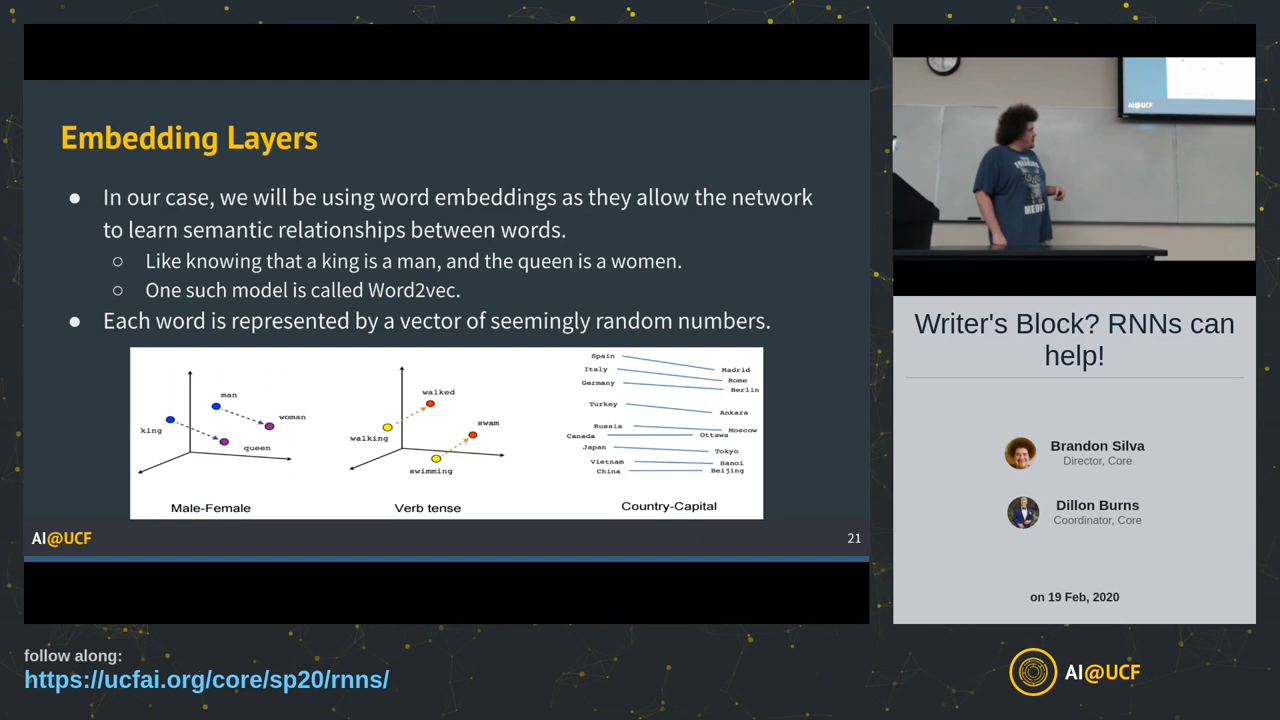 Embedding Layers
● In our case, we will be using word embeddings as they allow the network
to learn semantic relationships between words.
○ Like knowing that a king is a man, and the queen is a women.
○ One such model is called Word2vec.
● Each word is represented by a vector of seemingly random numbers.
man
king
woman
queen
Male-Female
walked
walking
swam
swimming
Verb tense
Spain Madrid
Italy Rome
Germany Berlin
Turkey Ankara
Russia Moscow
Canada Ottawa
Japan Tokyo
Vietnam Hanoi
China Beijing
Country-Capital
AI@UCF
21
AI@UCF
MEOW
Writer's Block? RNNs can
help!
Brandon Silva
Director, Core
Dillon Burns
Coordinator, Core
on 19 Feb, 2020
follow along:
https://ucfai.org/core/sp20/rnns/
AI@UCF